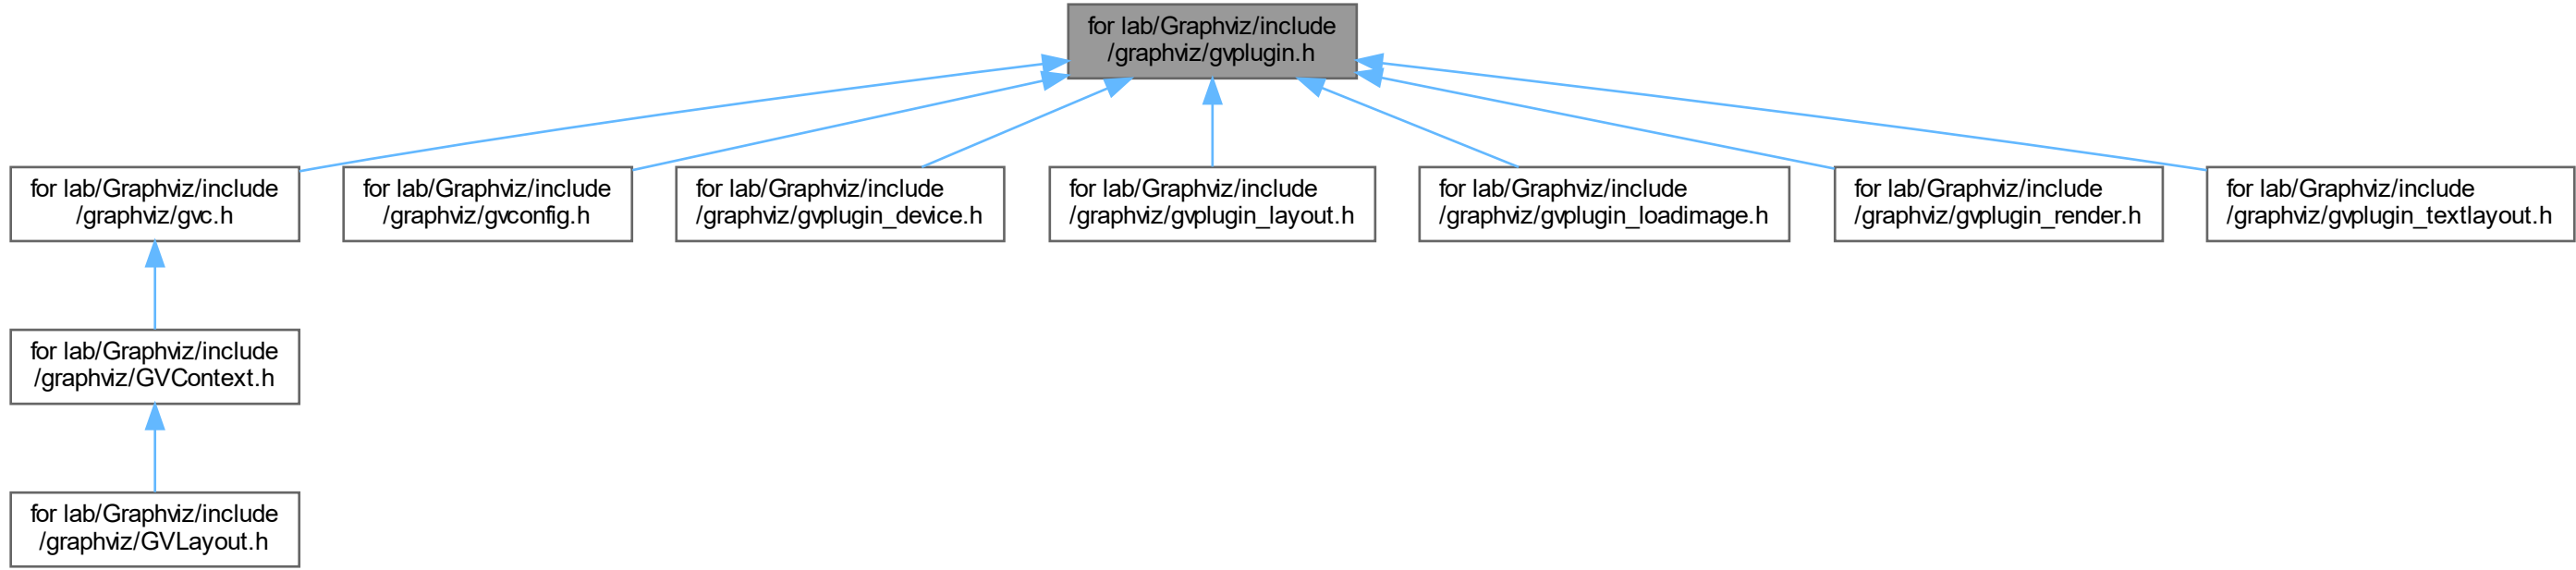 for lab/Graphviz/include
/graphviz/gvplugin.h
for lab/Graphviz/include
/graphviz/gvc.h
for lab/Graphviz/include
/graphviz/gvconfig.h
for lab/Graphviz/include
/graphviz/gvplugin_device.h
for lab/Graphviz/include
/graphviz/gvplugin_layout.h
for lab/Graphviz/include
/graphviz/gvplugin_loadimage.h
for lab/Graphviz/include
/graphviz/gvplugin_render.h
for lab/Graphviz/include
/graphviz/gvplugin_textlayout.h
for lab/Graphviz/include
/graphviz/GVContext.h
for lab/Graphviz/include
/graphviz/GVLayout.h